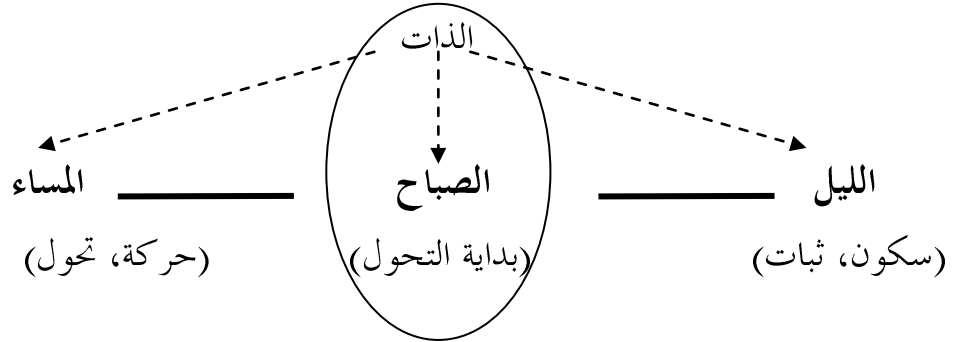 الذات
الليل الصباح المساء
(سكون، ثبات) (بداية التحول) (حركة، تحول)